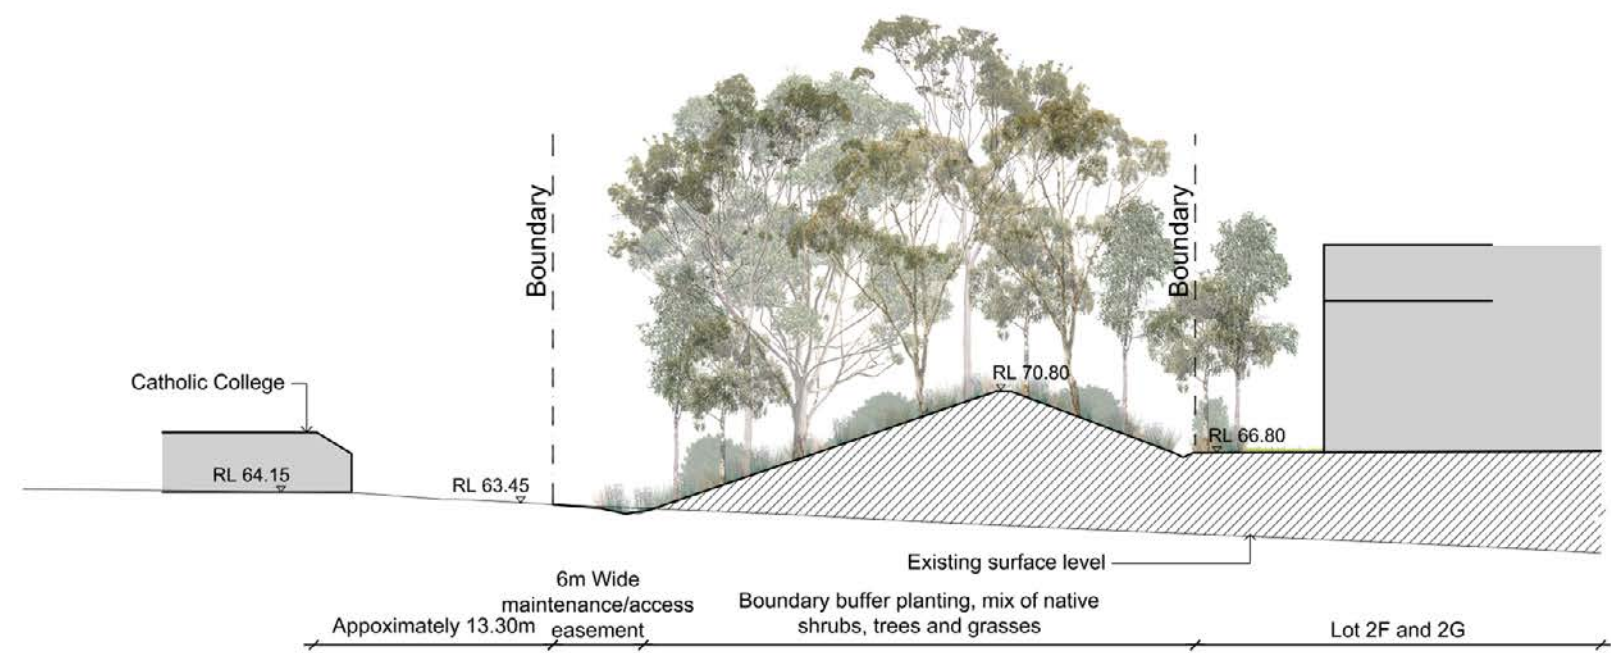 Boundary
Boundary
RL 70.80
Catholic College
RL 66.80
RL 64.15
RL 63.45
Existing surface level
6m Wide
maintenance/access
easement
Boundary buffer planting, mix of native
shrubs, trees and grasses
Appoximately 13.30m
Lot 2F and 2G